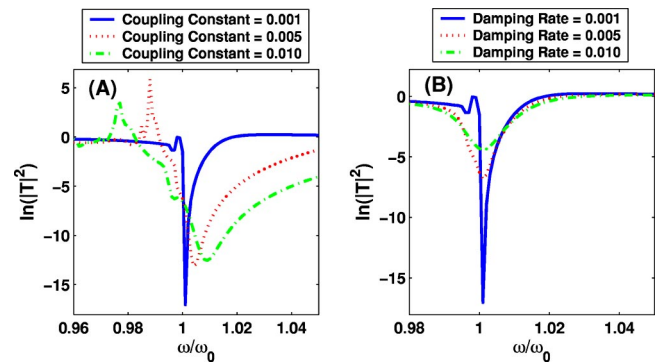 Coupling Constant = 0.001
Coupling Constant = 0.005
Coupling Constant = 0.010
Damping Rate = 0.001
Damping Rate = 0.005
Damping Rate = 0.010
(A)
ln(|T|²)
5
0
−5
−10
−15
0.96 0.98 1 1.02 1.04
ω/ω₀
(B)
ln(|T|²)
5
0
−5
−10
−15
0.98 1 1.02 1.04
ω/ω₀